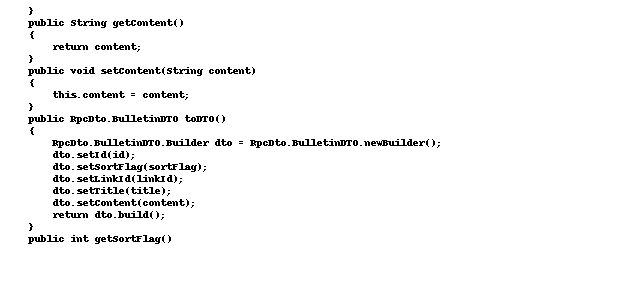 }
public String getContent()
{
return content;
}
public void setContent(String content)
{
this.content = content;
}
public RpcDto.BulletinDTO toDTO()
{
RpcDto.BulletinDTO.Builder dto = RpcDto.BulletinDTO.newBuilder();
dto.setId(id);
dto.setSortFlag(sortFlag);
dto.setLinkId(linkId);
dto.setTitle(title);
dto.setContent(content);
return dto.build();
}
public int getSortFlag()